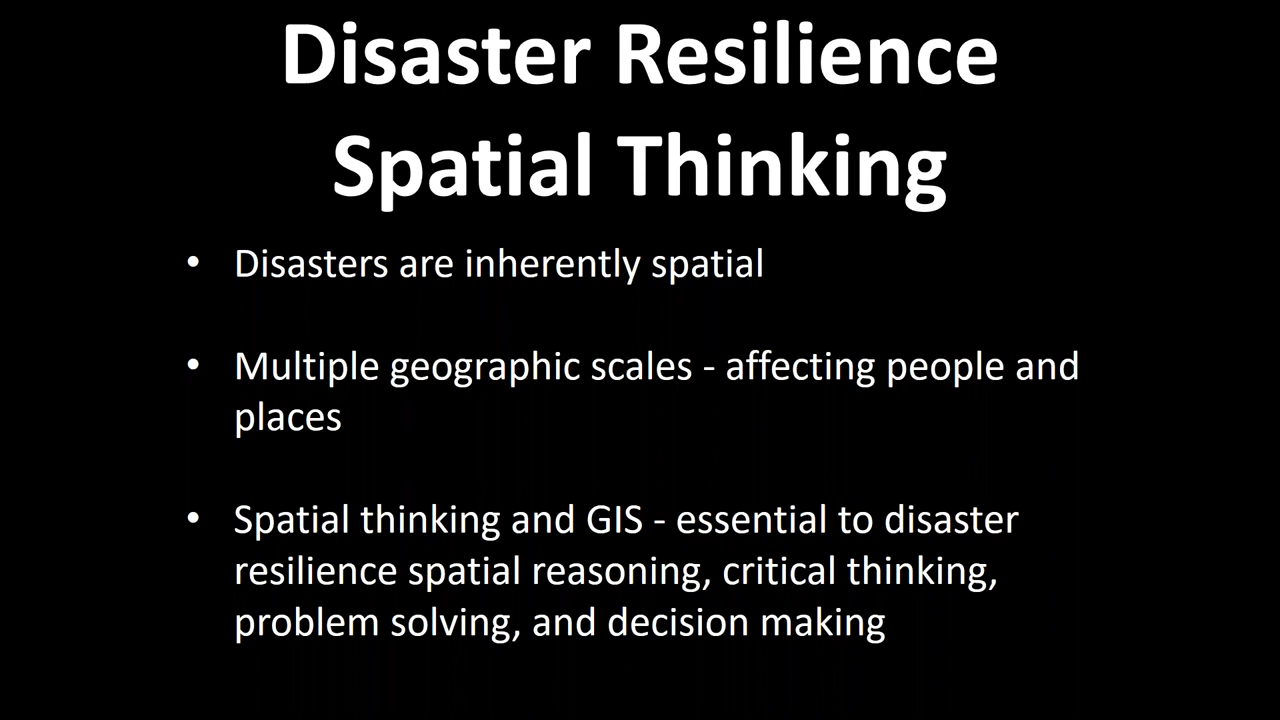 Disaster Resilience
Spatial Thinking
• Disasters are inherently spatial
• Multiple geographic scales - affecting people and
places
• Spatial thinking and GIS - essential to disaster
resilience spatial reasoning, critical thinking,
problem solving, and decision making